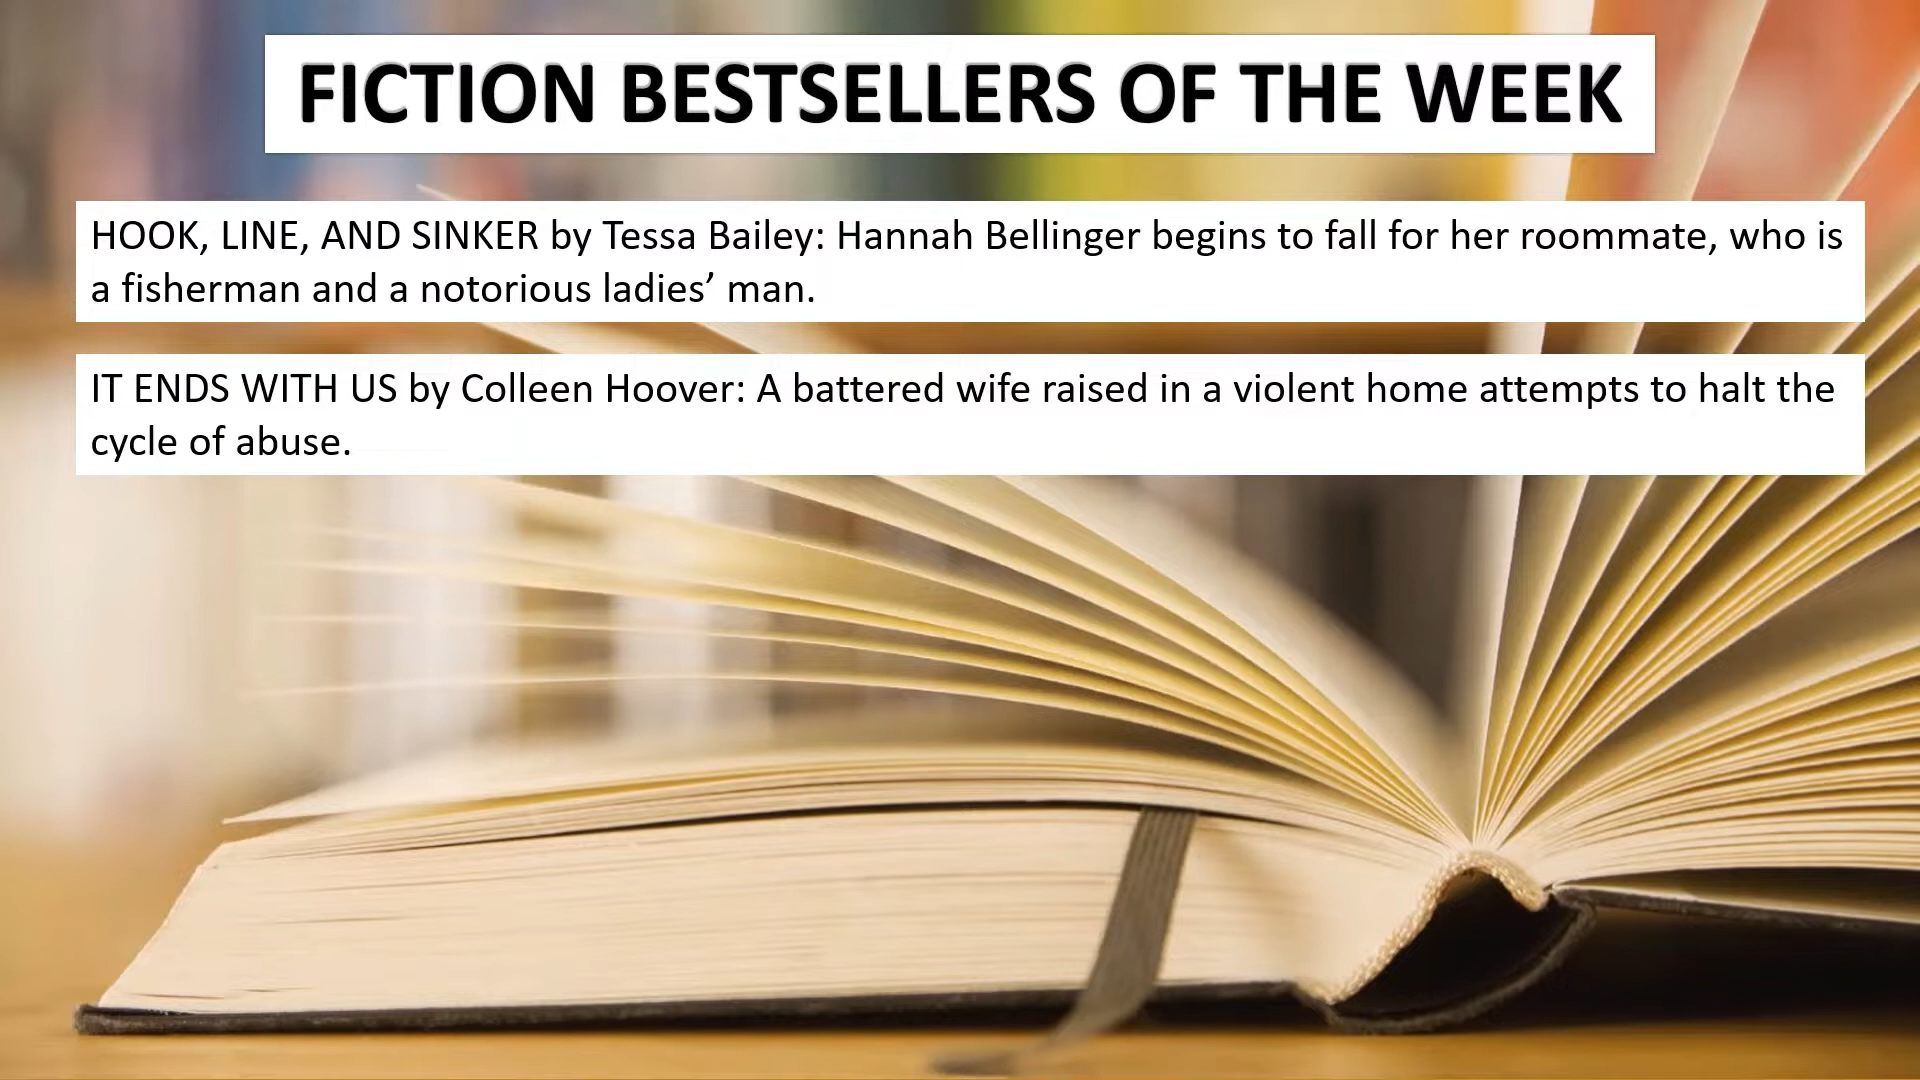 FICTION BESTSELLERS OF THE WEEK
HOOK, LINE, AND SINKER by Tessa Bailey: Hannah Bellinger begins to fall for her roommate, who is
a fisherman and a notorious ladies’ man.
IT ENDS WITH US by Colleen Hoover: A battered wife raised in a violent home attempts to halt the
cycle of abuse.